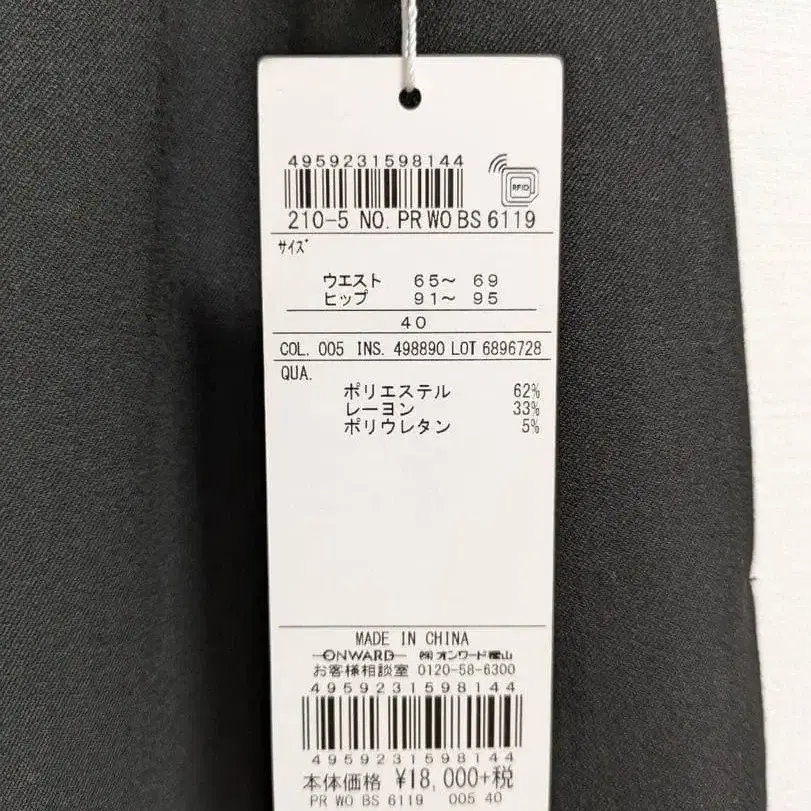 4959231598144
RFID
210-5 NO. PR WO BS 6119
サイズ
ウエスト 65～ 69
ヒップ 91～ 95
40
COL. 005 INS. 498890 LOT 6896728
QUA.
ポリエステル 62%
レーヨン 33%
ポリウレタン 5%
MADE IN CHINA
ONWARD ㈱オンワード樫山
お客様相談室 0120-58-6300
4959231598144
4959231598144
本体価格 ¥18,000+税
PR WO BS 6119 005 40